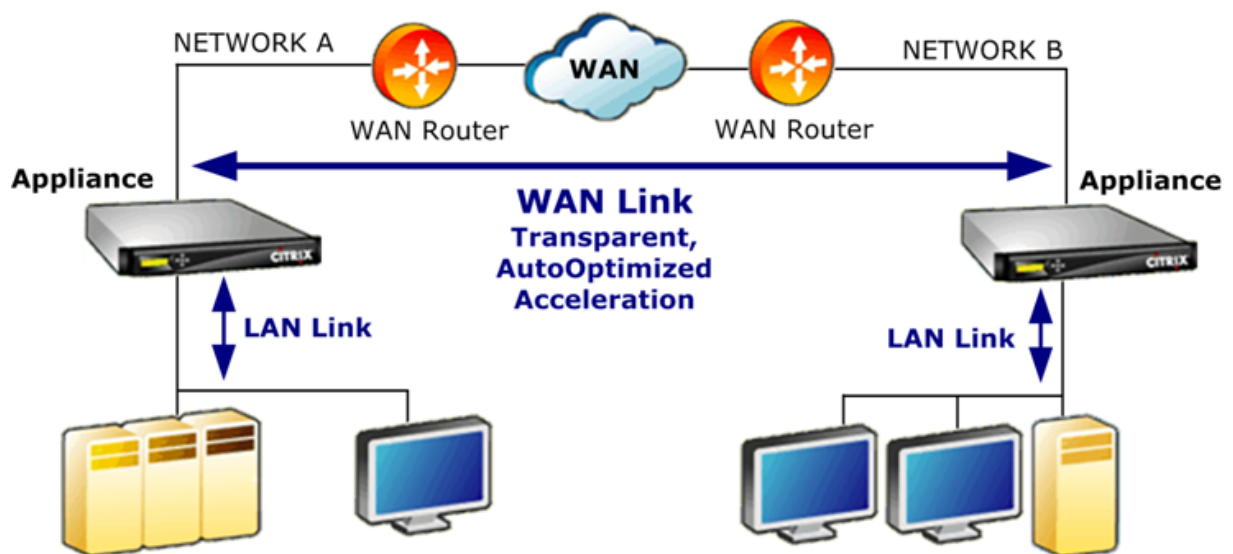 NETWORK A
WAN
NETWORK B
WAN Router
WAN Router
Appliance
WAN Link
Transparent,
AutoOptimized
Acceleration
Appliance
CITRIX
CITRIX
LAN Link
LAN Link